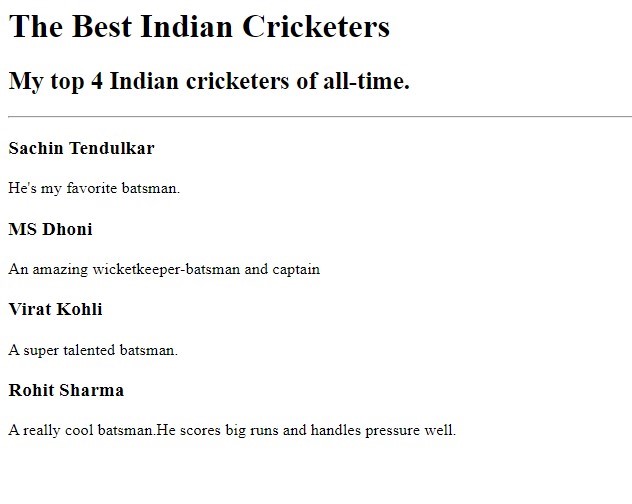 The Best Indian Cricketers
My top 4 Indian cricketers of all-time.
Sachin Tendulkar
He's my favorite batsman.
MS Dhoni
An amazing wicketkeeper-batsman and captain
Virat Kohli
A super talented batsman.
Rohit Sharma
A really cool batsman.He scores big runs and handles pressure well.